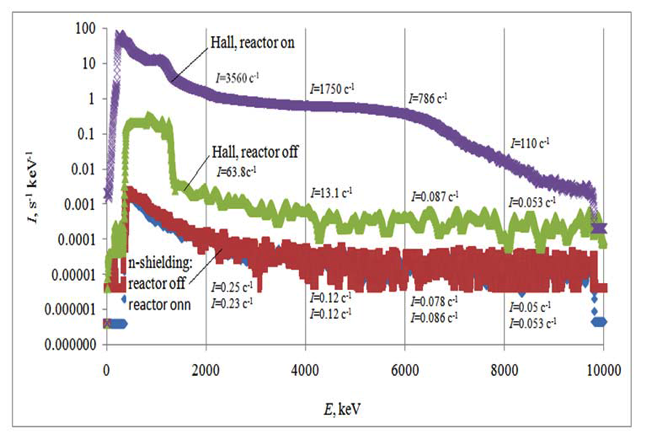 100
Hall, reactor on
10
I=3560 c⁻¹
I=1750 c⁻¹
I=786 c⁻¹
1
I=110 c⁻¹
0.1
Hall, reactor off
I=63.8c⁻¹
0.01
I=13.1 c⁻¹
I=0.087 c⁻¹
I=0.053 c⁻¹
0.001
0.0001
n-shielding:
reactor off
reactor onn
0.00001
I=0.25 c⁻¹
I=0.23 c⁻¹
I=0.12 c⁻¹
I=0.12 c⁻¹
I=0.078 c⁻¹
I=0.086 c⁻¹
I=0.05 c⁻¹
I=0.053 c⁻¹
0.000001
0.000000
I, s⁻¹ keV⁻¹
0 2000 4000 6000 8000 10000
E, keV